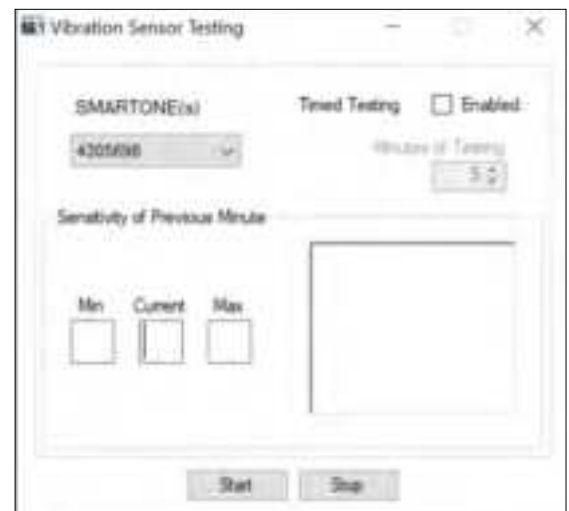 Vibration Sensor Testing
SMARTONE(s)
Timed Testing
Enabled
Minutes of Testing
5
Sensitivity of Previous Minute
Min Current Max
Start Stop